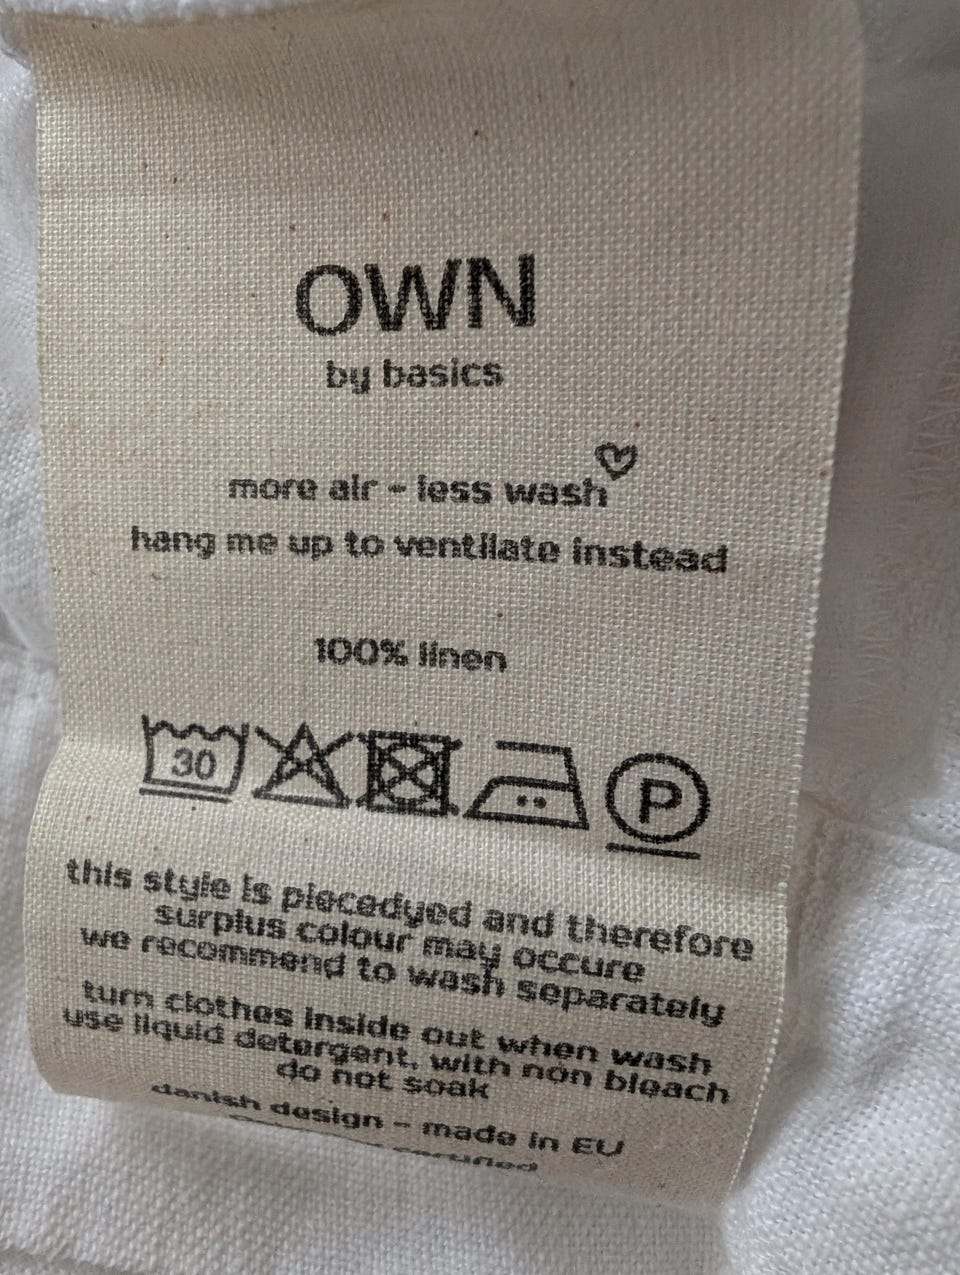 OWN
by basics
more air - less wash
hang me up to ventilate instead
100% linen
30
P
this style is piecedyed and therefore
surplus colour may occure
we recommend to wash separately
turn clothes inside out when wash
use liquid detergent, with non bleach
do not soak
danish design - made in EU
certified